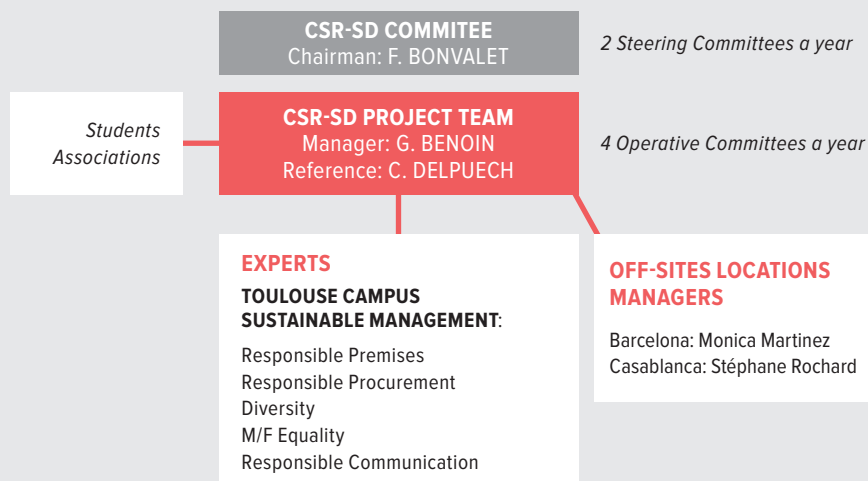 CSR-SD COMMITEE
Chairman: F. BONVALET
2 Steering Committees a year
Students
Associations
CSR-SD PROJECT TEAM
Manager: G. BENOIN
Reference: C. DELPUECH
4 Operative Committees a year
EXPERTS
TOULOUSE CAMPUS
SUSTAINABLE MANAGEMENT:
Responsible Premises
Responsible Procurement
Diversity
M/F Equality
Responsible Communication
OFF-SITES LOCATIONS
MANAGERS
Barcelona: Monica Martinez
Casablanca: Stéphane Rochard